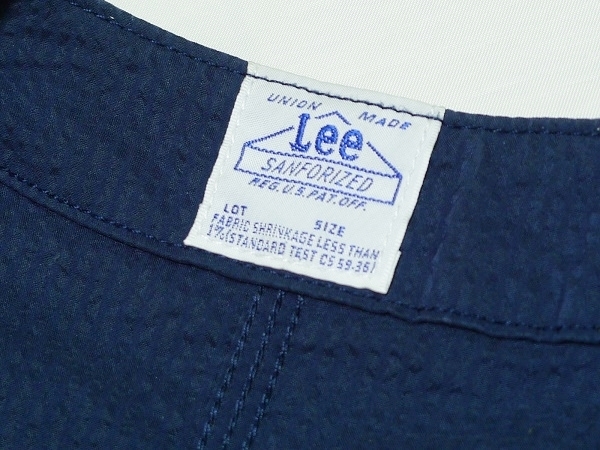 UNION MADE
Lee
SANFORIZED
REG.U.S.PAT.OFF.
LOT SIZE
FABRIC SHRINKAGE LESS THAN
1%(STANDARD TEST CS 59-36)